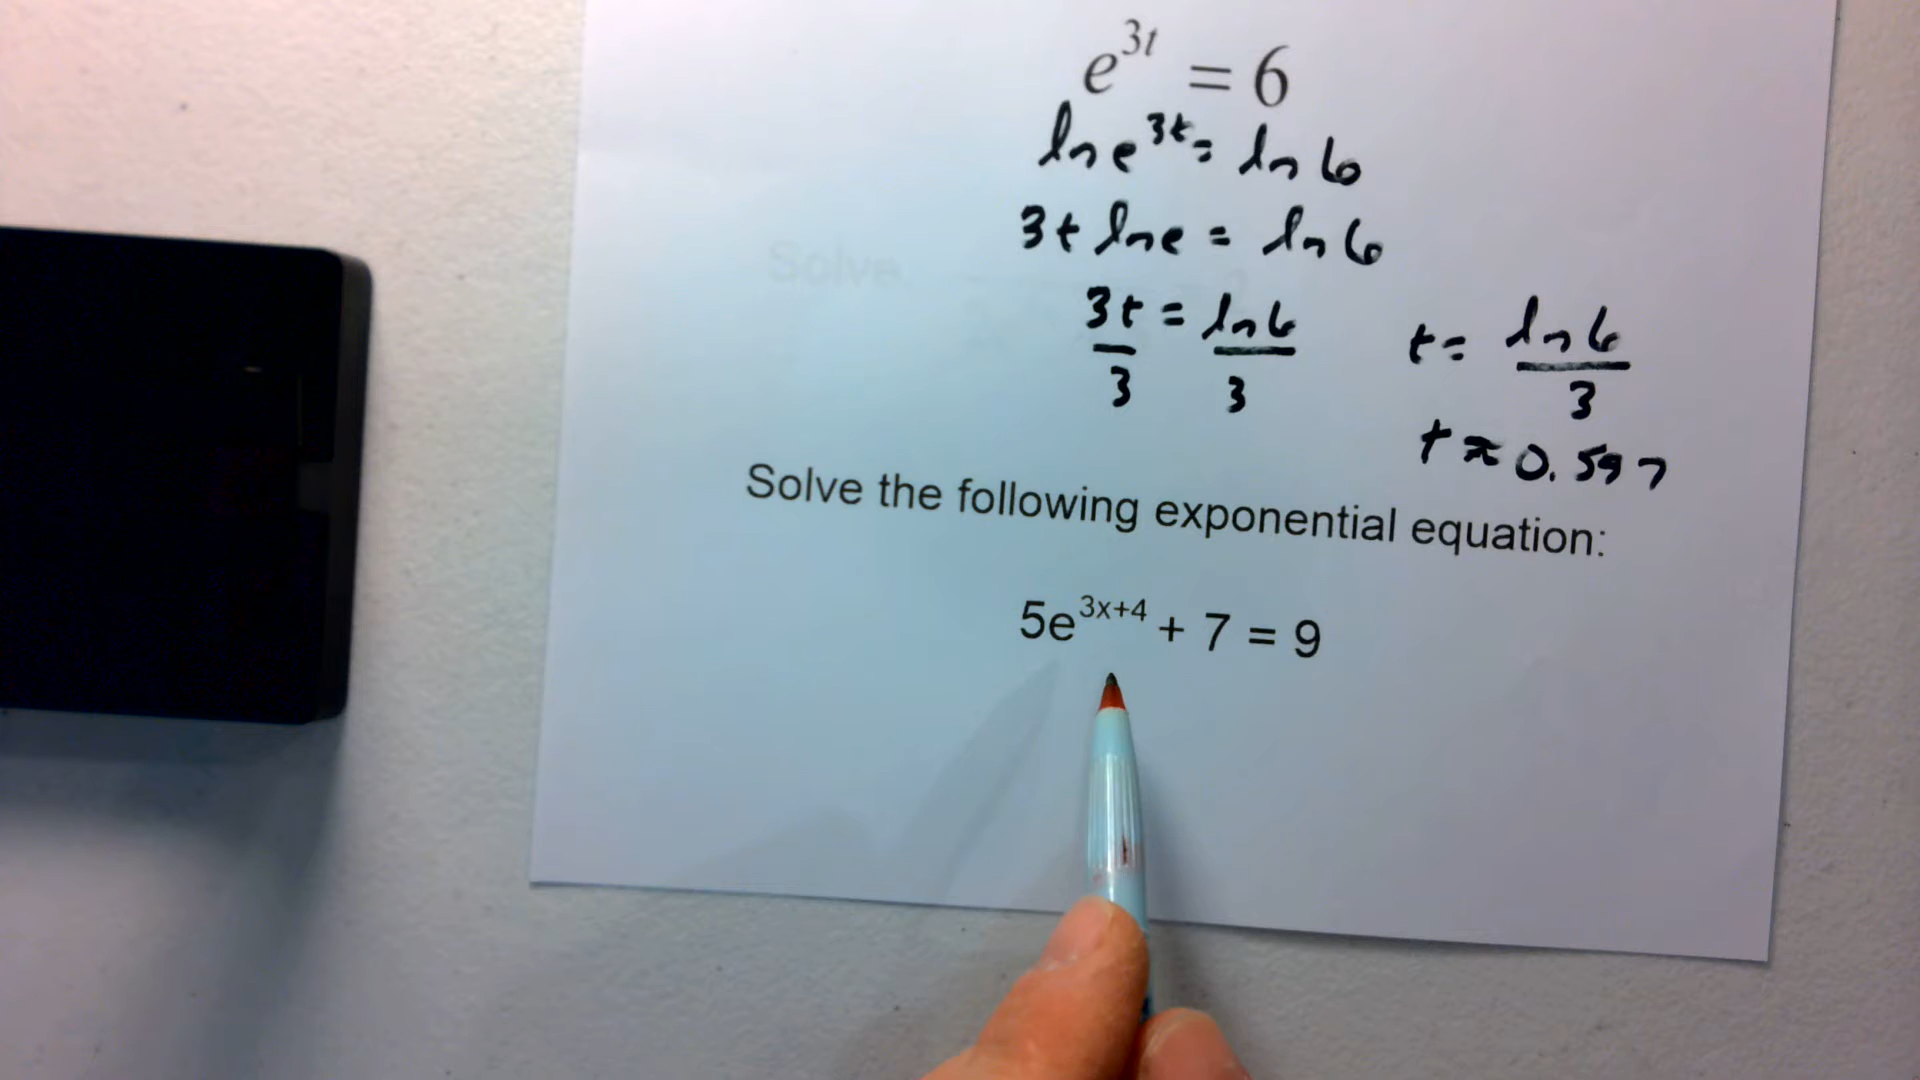 e^{3t} = 6
ln e^{3t} = ln 6
3t ln e = ln 6
3t/3 = ln 6/3
t = ln 6/3
t ≈ 0.597
Solve the following exponential equation:
5e^{3x+4} + 7 = 9
Solve